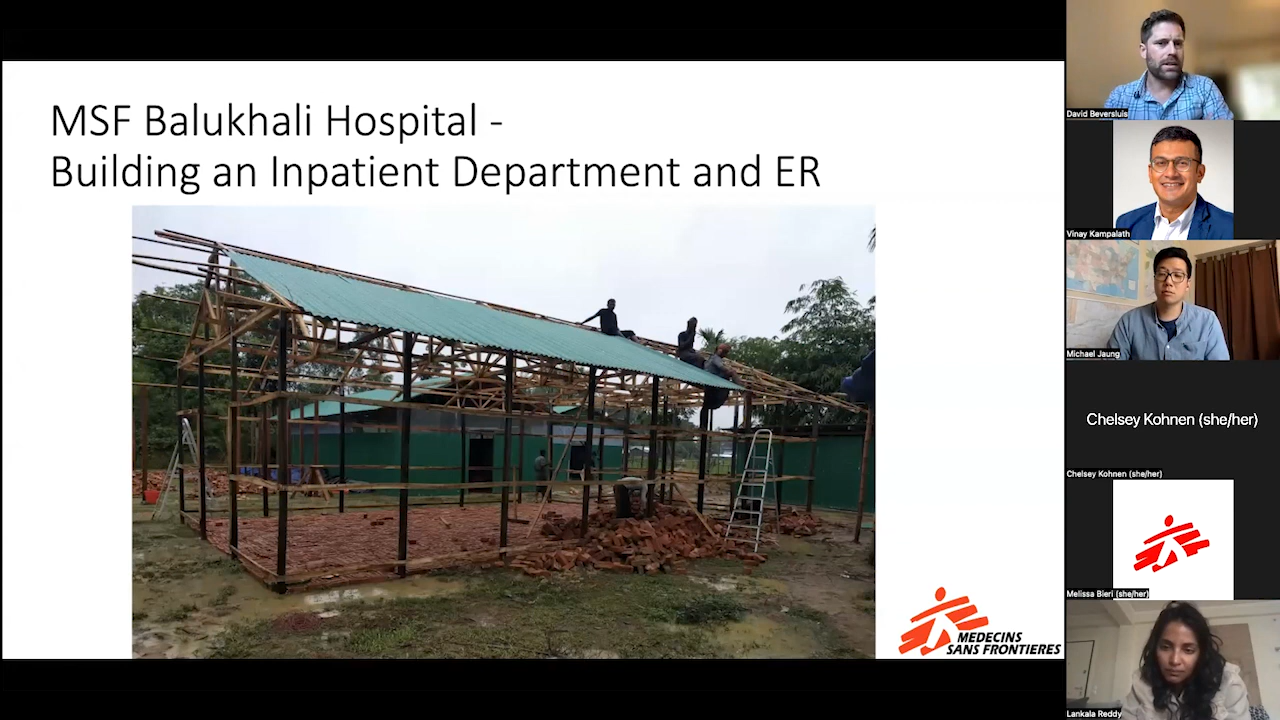 MSF Balukhali Hospital -
Building an Inpatient Department and ER
MEDECINS
SANS FRONTIERES
David Beversluis
Vinay Kampalath
Michael Jaung
Chelsey Kohnen (she/her)
Chelsey Kohnen (she/her)
Melissa Bieri (she/her)
Lankala Reddy